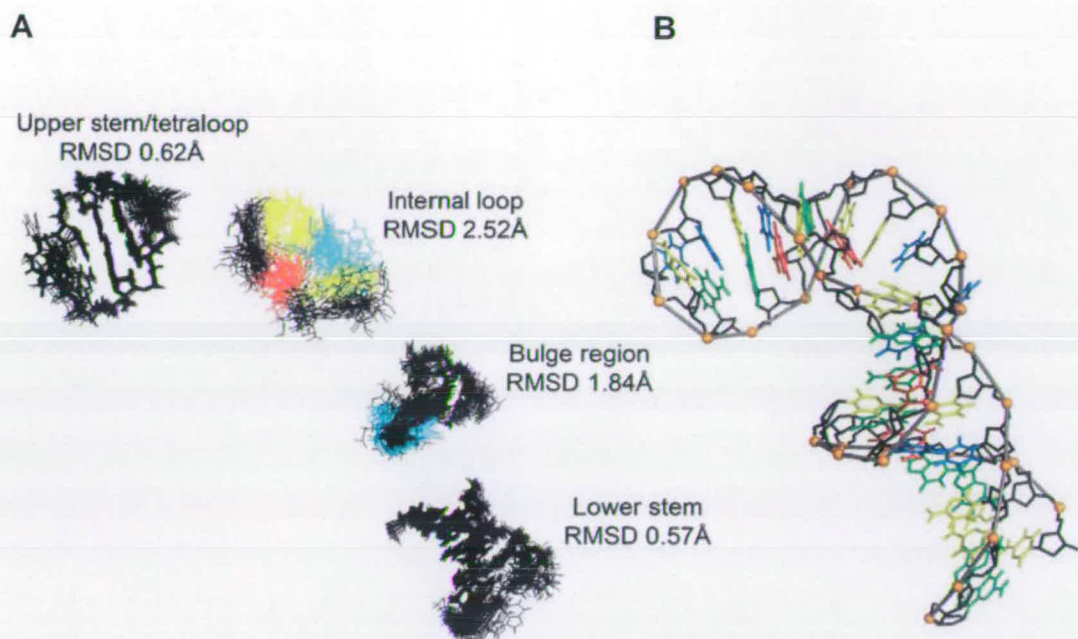 A
B
Upper stem/tetraloop
RMSD 0.62Å
Internal loop
RMSD 2.52Å
Bulge region
RMSD 1.84Å
Lower stem
RMSD 0.57Å